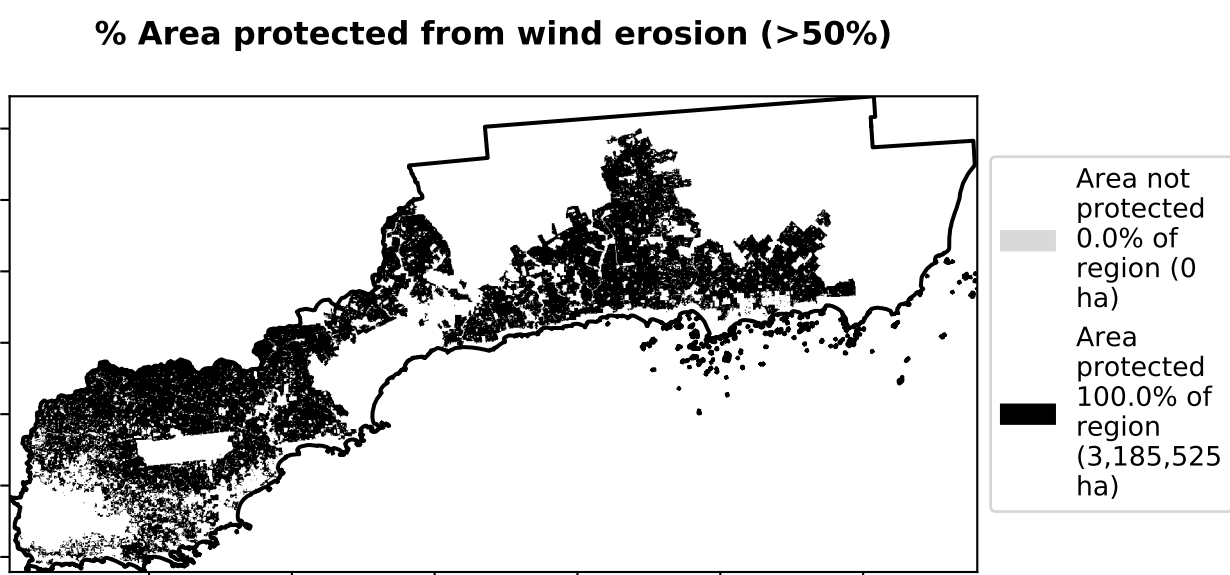 % Area protected from wind erosion (>50%)
Area not
protected
0.0% of
region (0
ha)
Area
protected
100.0% of
region
(3,185,525
ha)